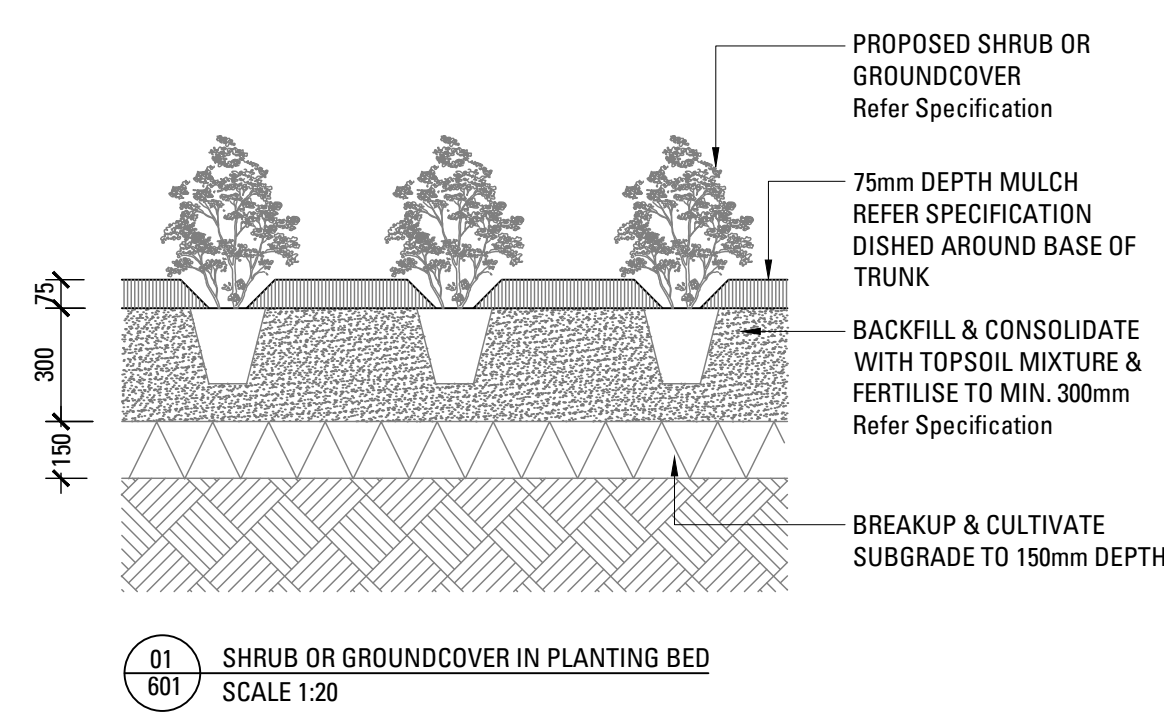 PROPOSED SHRUB OR
GROUNDCOVER
Refer Specification
75mm DEPTH MULCH
REFER SPECIFICATION
DISHED AROUND BASE OF
TRUNK
BACKFILL & CONSOLIDATE
WITH TOPSOIL MIXTURE &
FERTILISE TO MIN. 300mm
Refer Specification
BREAKUP & CULTIVATE
SUBGRADE TO 150mm DEPTH
75
300
150
01
601
SHRUB OR GROUNDCOVER IN PLANTING BED
SCALE 1:20